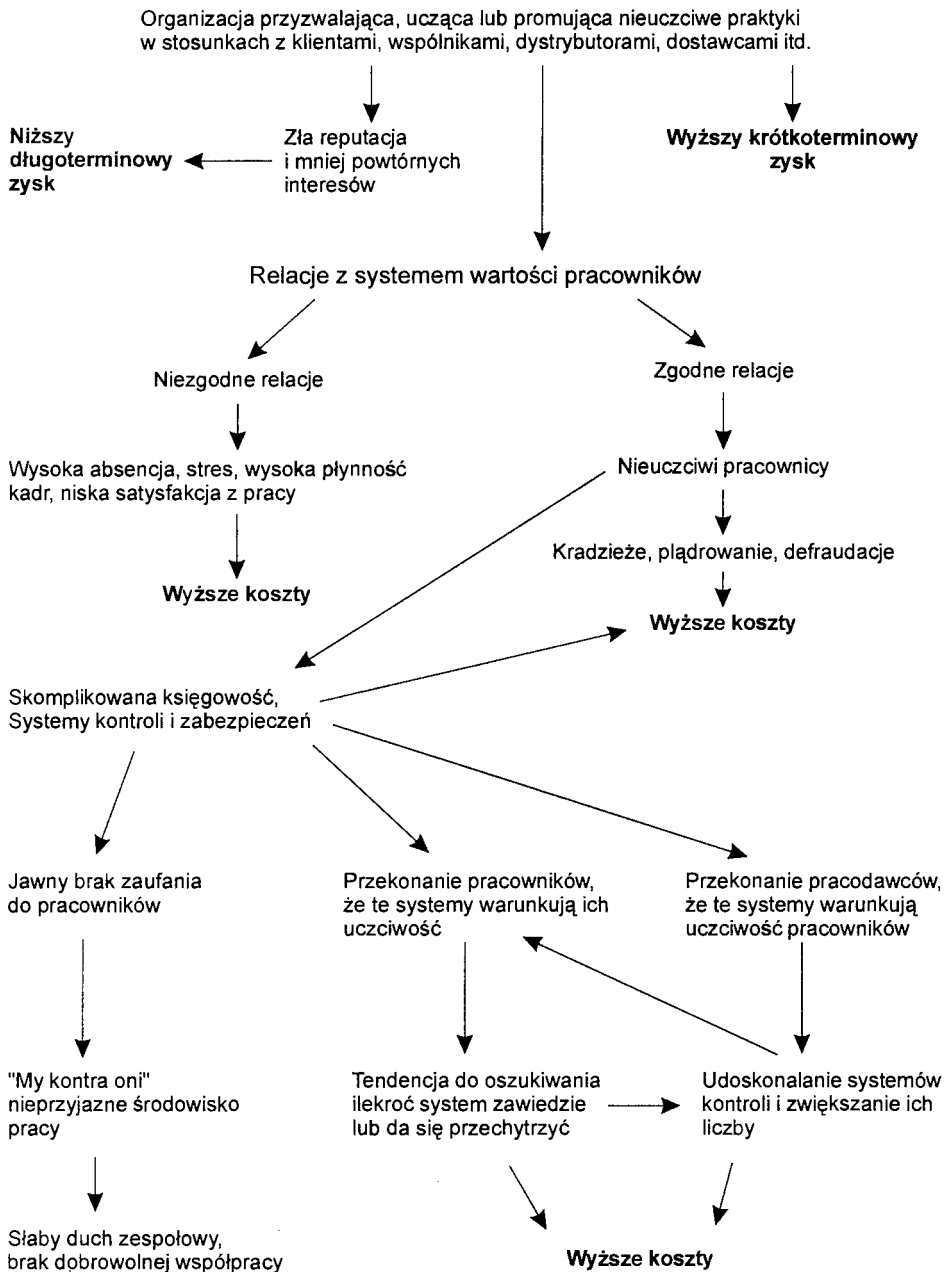 Organizacja przyzwalająca, ucząca lub promująca nieuczciwe praktyki
w stosunkach z klientami, wspólnikami, dystrybutorami, dostawcami itd.
Niższy
długoterminowy
zysk
Zła reputacja
i mniej powtórnych
interesów
Wyższy krótkoterminowy
zysk
Relacje z systemem wartości pracowników
Niezgodne relacje
Zgodne relacje
Wysoka absencja, stres, wysoka płynność
kadr, niska satysfakcja z pracy
Nieuczciwi pracownicy
Kradzieże, plądrowanie, defraudacje
Wyższe koszty
Wyższe koszty
Skomplikowana księgowość,
Systemy kontroli i zabezpieczeń
Jawny brak zaufania
do pracowników
Przekonanie pracowników,
że te systemy warunkują ich
uczciwość
Przekonanie pracodawców,
że te systemy warunkują
uczciwość pracowników
"My kontra oni"
nieprzyjazne środowisko
pracy
Tendencja do oszukiwania
ilekroć system zawiedzie
lub da się przechytrzyć
Udoskonalanie systemów
kontroli i zwiększanie ich
liczby
Słaby duch zespołowy,
brak dobrowolnej współpracy
Wyższe koszty